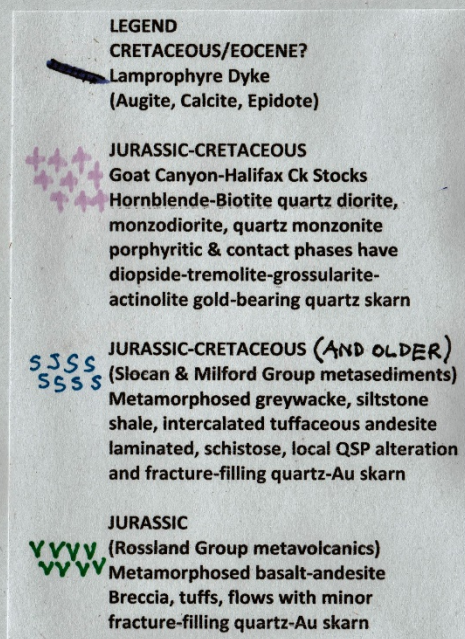 LEGEND
CRETACEOUS/EOCENE?
Lamprophyre Dyke
(Augite, Calcite, Epidote)
JURASSIC-CRETACEOUS
Goat Canyon-Halifax Ck Stocks
Hornblende-Biotite quartz diorite,
monzodiorite, quartz monzonite
porphyritic & contact phases have
diopside-tremolite-grossularite-
actinolite gold-bearing quartz skarn
JURASSIC-CRETACEOUS (AND OLDER)
SSSS
SSSS
(Slocan & Milford Group metasediments)
Metamorphosed greywacke, siltstone
shale, intercalated tuffaceous andesite
laminated, schistose, local QSP alteration
and fracture-filling quartz-Au skarn
JURASSIC
VVVV
VVVV
(Rossland Group metavolcanics)
Metamorphosed basalt-andesite
Breccia, tuffs, flows with minor
fracture-filling quartz-Au skarn